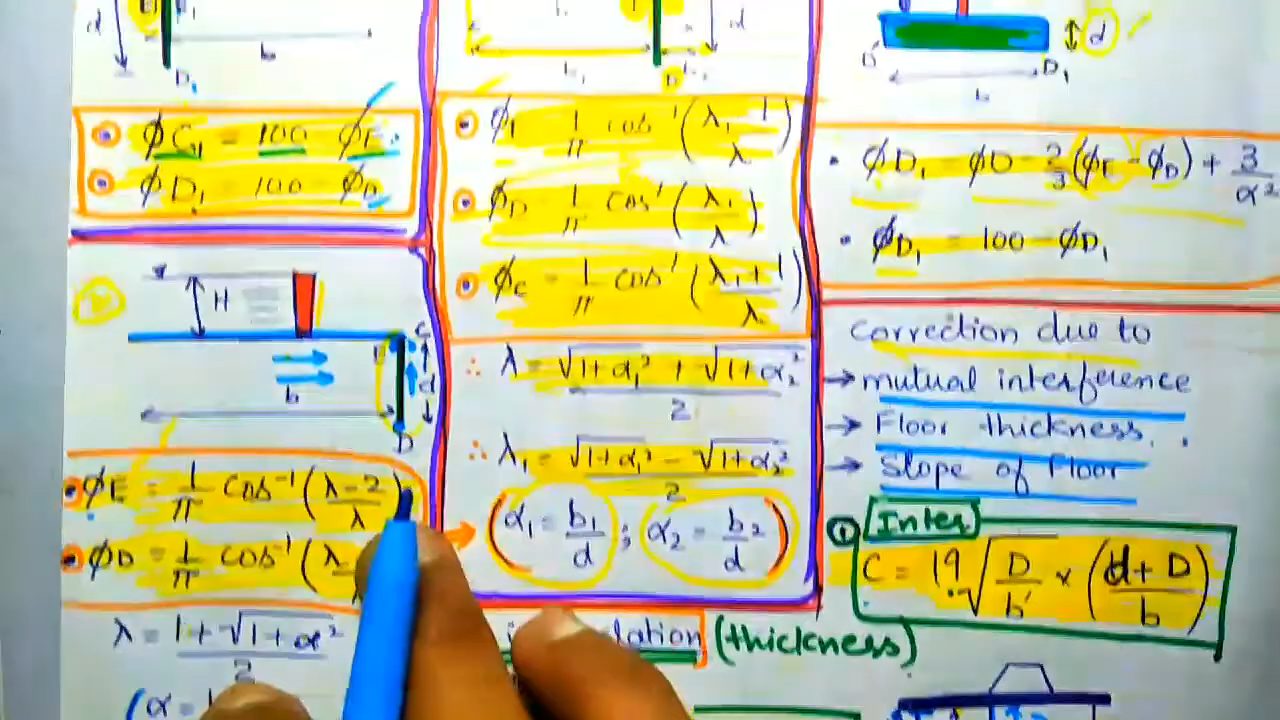 d
b
D₁
• φC₁ = 100 - φE.
• φD₁ = 100 - φD
H
C
b
d
D
• φE = 1/π cos⁻¹(λ-2/λ)
• φD = 1/π cos⁻¹(λ
λ = 1+√1+α²/2
(α =
b₁
d
D
• φE = 1/π cos⁻¹(λ₁-1/λ)
• φD = 1/π cos⁻¹(λ₁/λ)
• φC = 1/π cos⁻¹(λ₁+1/λ)
∴ λ = √1+α₁² + √1+α₂²/2
∴ λ₁ = √1+α₁² - √1+α₂²/2
(α₁ = b₁/d ; α₂ = b₂/d)
(thickness)
d
D'
D₁
b
• φD₁ = φD - 2/3(φE - φD) + 3/α²
• φD₁ = 100 - φD₁
Correction due to
→ mutual interference
→ Floor thickness.
→ Slope of Floor
① Inter
C = 19 √D/b' × (d+D/b)